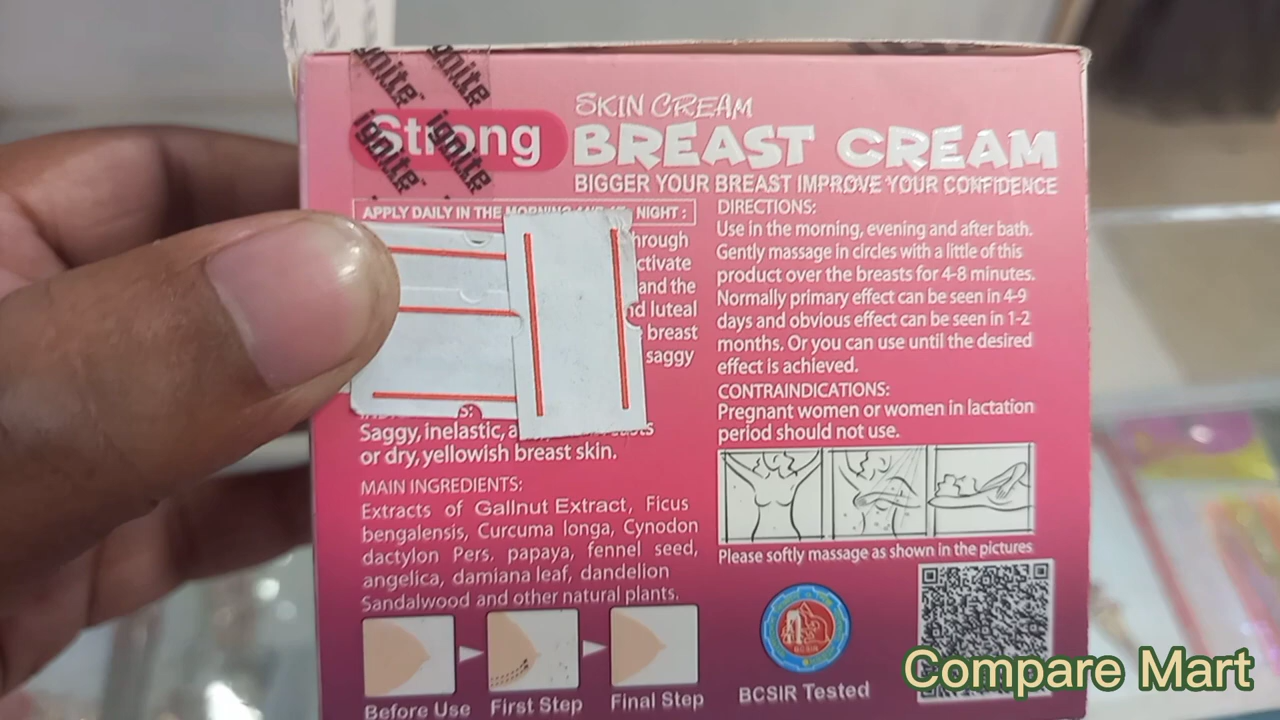 ignite ignite
ignite ignite
SKIN CREAM
Strong BREAST CREAM
BIGGER YOUR BREAST IMPROVE YOUR CONFIDENCE
APPLY DAILY IN THE MORNING NIGHT :
hrough
ctivate
and the
nd luteal
breast
saggy
Saggy, inelastic,
or dry, yellowish breast skin.
MAIN INGREDIENTS:
Extracts of Gallnut Extract, Ficus
bengalensis, Curcuma longa, Cynodon
dactylon Pers, papaya, fennel seed,
angelica, damiana leaf, dandelion
Sandalwood and other natural plants.
Before Use
First Step
Final Step
DIRECTIONS:
Use in the morning, evening and after bath.
Gently massage in circles with a little of this
product over the breasts for 4-8 minutes.
Normally primary effect can be seen in 4-9
days and obvious effect can be seen in 1-2
months. Or you can use until the desired
effect is achieved.
CONTRAINDICATIONS:
Pregnant women or women in lactation
period should not use.
Please softly massage as shown in the pictures
BCSIR
BCSIR Tested
Compare Mart